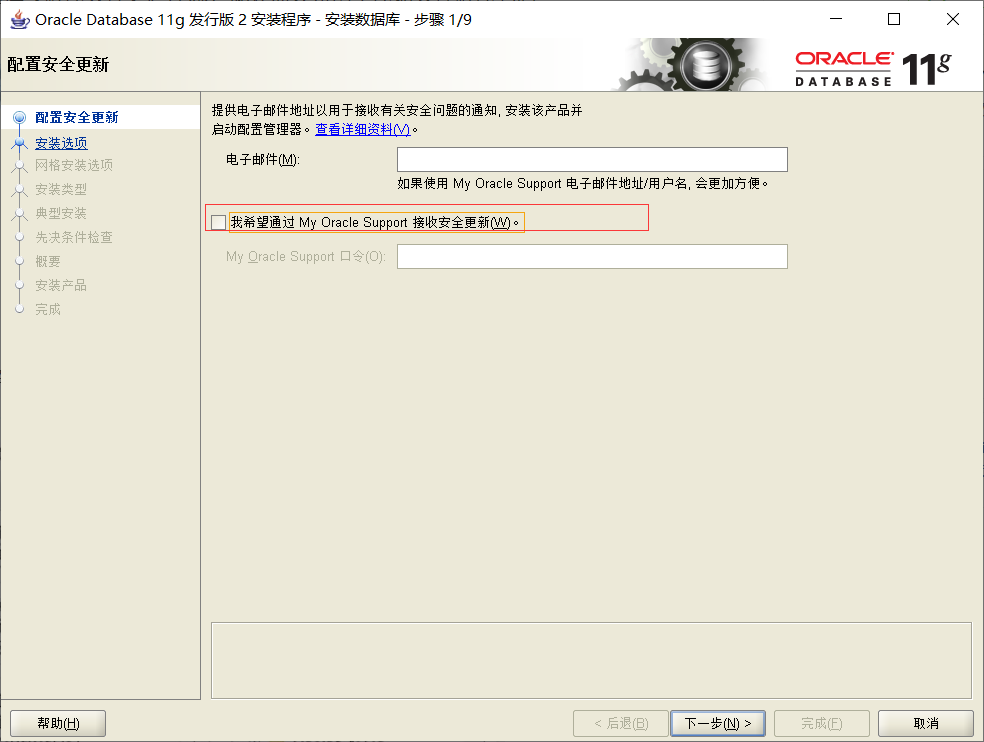 Oracle Database 11g 发行版 2 安装程序 - 安装数据库 - 步骤 1/9
配置安全更新
ORACLE DATABASE 11g
配置安全更新
安装选项
网格安装选项
安装类型
典型安装
先决条件检查
概要
安装产品
完成
提供电子邮件地址以用于接收有关安全问题的通知, 安装该产品并
启动配置管理器。查看详细资料(V)。
电子邮件(M):
如果使用 My Oracle Support 电子邮件地址/用户名, 会更加方便。
我希望通过 My Oracle Support 接收安全更新(W)。
My Oracle Support 口令(O):
帮助(H)
< 后退(B)
下一步(N) >
完成(F)
取消